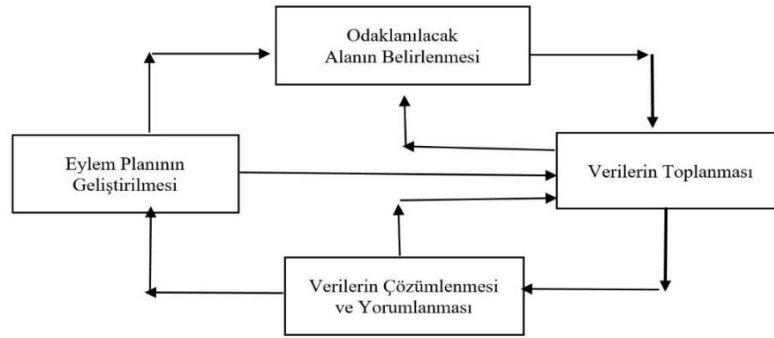 Odaklanılacak
Alanın Belirlenmesi
Eylem Planının
Geliştirilmesi
Verilerin Toplanması
Verilerin Çözümlenmesi
ve Yorumlanması